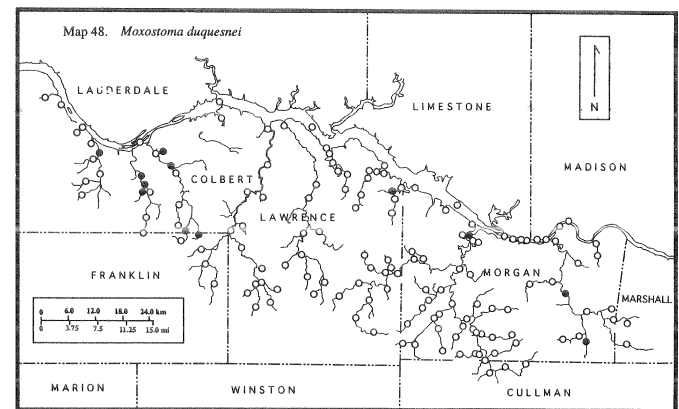 Map 48. Moxostoma duquesnei
LAUDERDALE
LIMESTONE
N
MADISON
COLBERT
LAWRENCE
FRANKLIN
MORGAN
MARSHALL
0 6.0 12.0 18.0 24.0 km
0 3.75 7.5 11.25 15.0 mi
MARION
WINSTON
CULLMAN